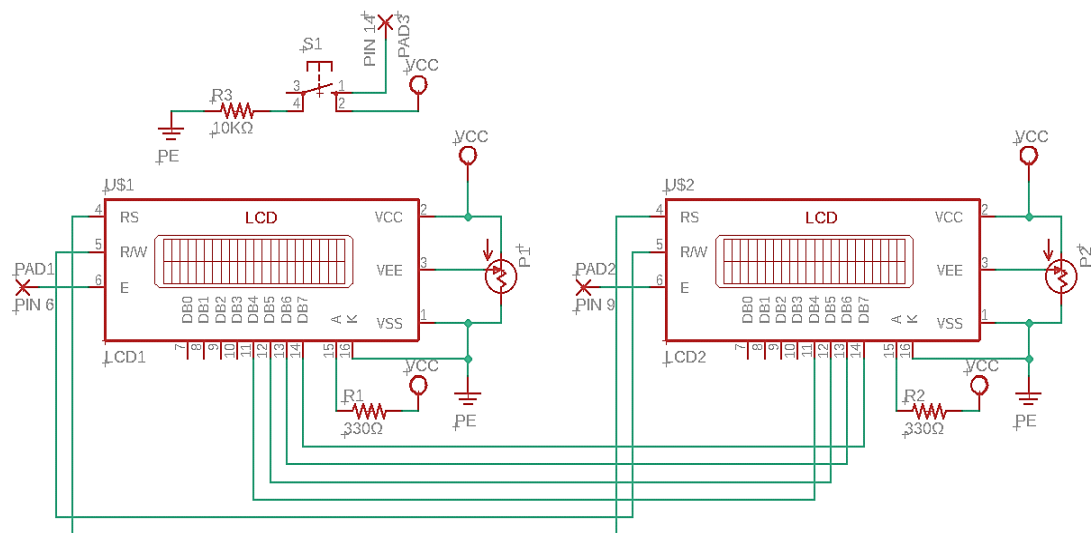 PIN 14
PAD3
S1
VCC
3
1
4
2
R3
10KΩ
PE
VCC
VCC
U$1
U$2
4
RS
LCD
VCC
2
4
RS
LCD
VCC
2
5
R/W
P1
5
R/W
P2
PAD1
VEE
3
PAD2
VEE
3
6
E
6
E
PIN 6
PIN 9
DB0
DB1
DB2
DB3
DB4
DB5
DB6
DB7
A
K
VSS
1
DB0
DB1
DB2
DB3
DB4
DB5
DB6
DB7
A
K
VSS
1
LCD1
7
8
9
10
11
12
13
14
15
16
LCD2
7
8
9
10
11
12
13
14
15
16
VCC
VCC
R1
330Ω
PE
R2
330Ω
PE